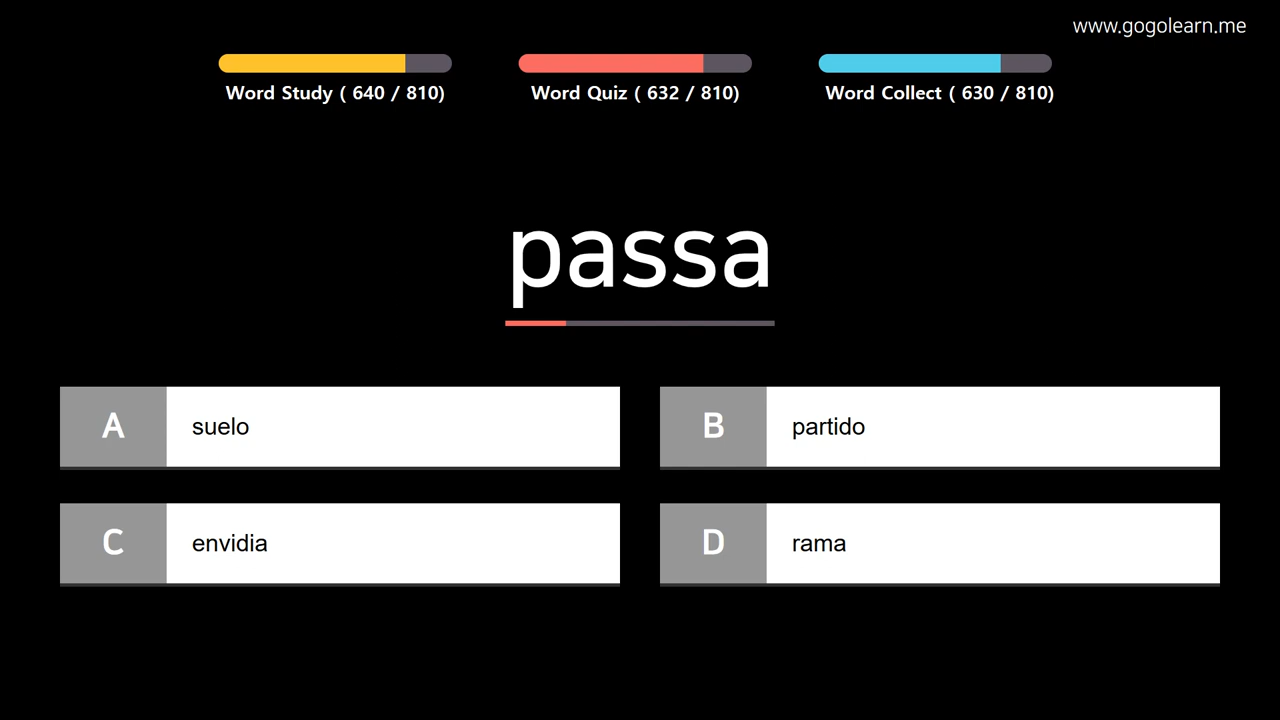 www.gogolearn.me
Word Study ( 640 / 810)
Word Quiz ( 632 / 810)
Word Collect ( 630 / 810)
passa
A suelo
B partido
C envidia
D rama